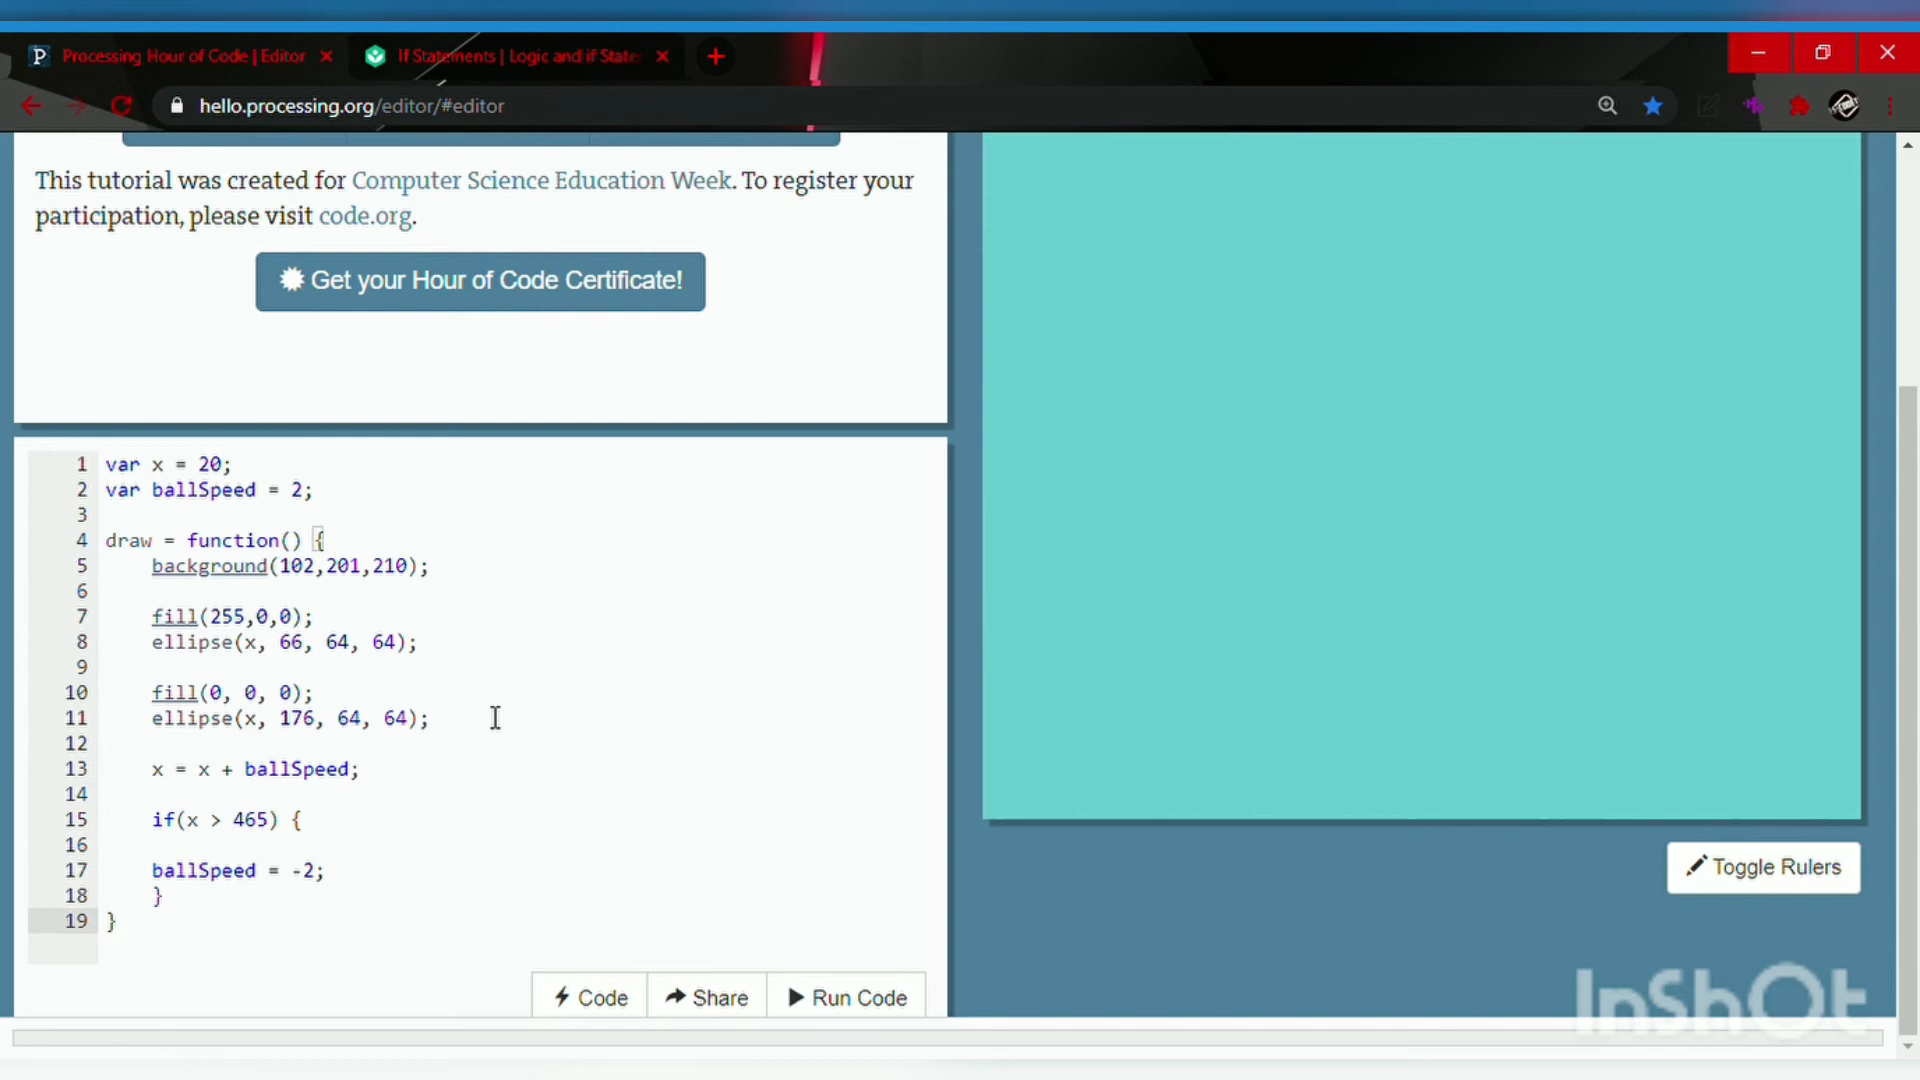 Processing Hour of Code | Editor
If Statements | Logic and if State
hello.processing.org/editor/#editor
This tutorial was created for Computer Science Education Week. To register your
participation, please visit code.org.
Get your Hour of Code Certificate!
1 var x = 20;
2 var ballSpeed = 2;
3
4 draw = function() {
5 background(102,201,210);
6
7 fill(255,0,0);
8 ellipse(x, 66, 64, 64);
9
10 fill(0, 0, 0);
11 ellipse(x, 176, 64, 64);
12
13 x = x + ballSpeed;
14
15 if(x > 465) {
16
17 ballSpeed = -2;
18 }
19 }
Code
Share
Run Code
Toggle Rulers
InShOt